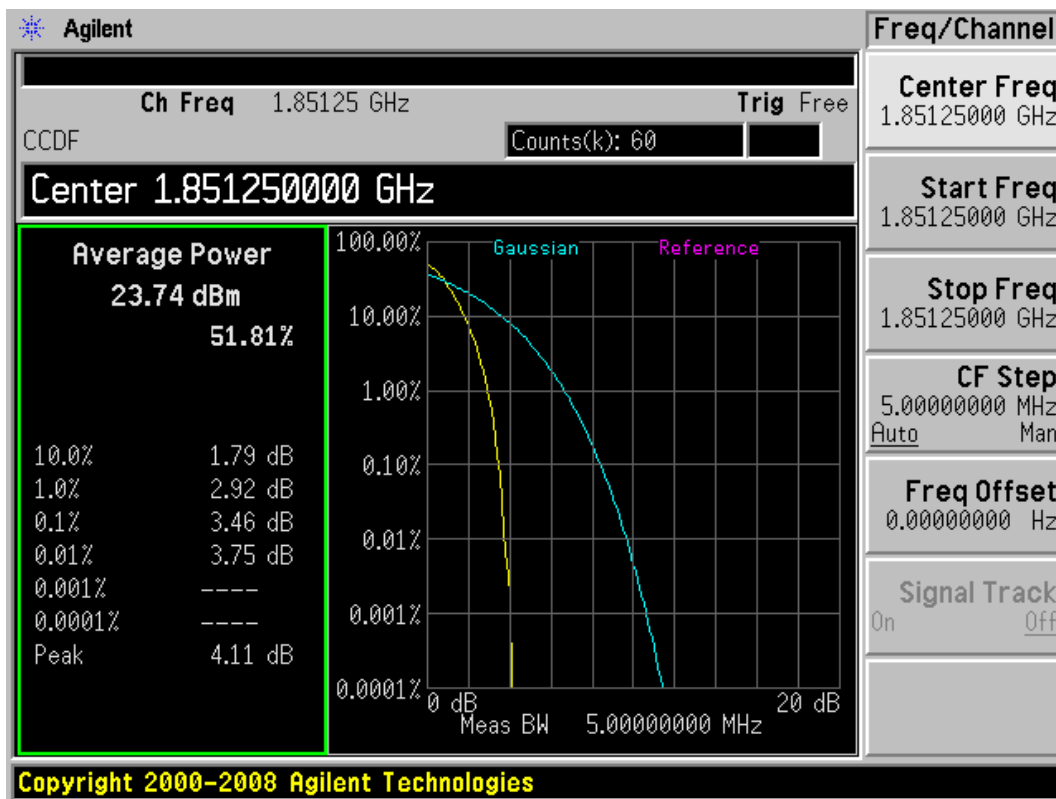 Agilent
Freq/Channel
Ch Freq 1.85125 GHz Trig Free
CCDF
Counts(k): 60
Center 1.851250000 GHz
Average Power
23.74 dBm
51.81%
10.0% 1.79 dB
1.0% 2.92 dB
0.1% 3.46 dB
0.01% 3.75 dB
0.001% ----
0.0001% ----
Peak 4.11 dB
Gaussian Reference
100.00%
10.00%
1.00%
0.10%
0.01%
0.001%
0.0001%
0 dB 20 dB
Meas BW 5.00000000 MHz
Center Freq
1.85125000 GHz
Start Freq
1.85125000 GHz
Stop Freq
1.85125000 GHz
CF Step
5.00000000 MHz
Auto Man
Freq Offset
0.00000000 Hz
Signal Track
On Off
Copyright 2000-2008 Agilent Technologies